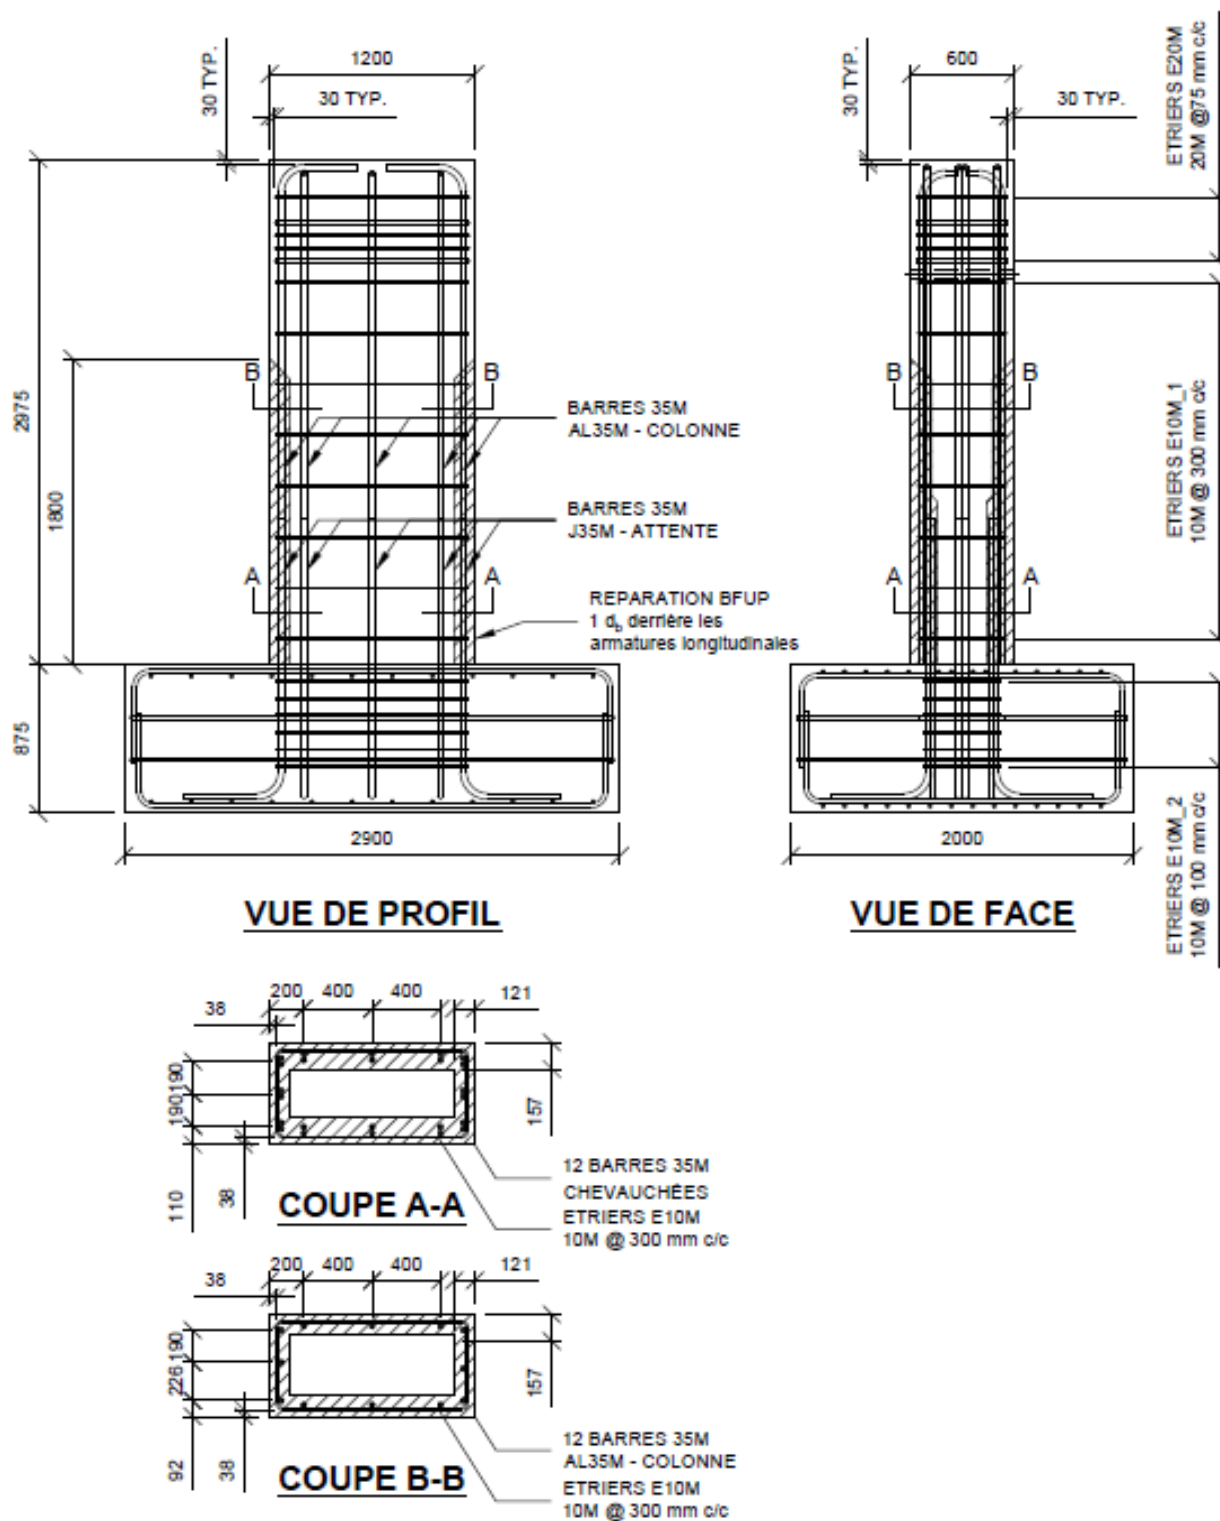 1200
30 TYP.
30 TYP.
600
30 TYP.
30 TYP.
ETRIERS E20M
20M @75 mm c/c
B
B
B
B
BARRES 35M
AL35M - COLONNE
2975
1800
ETRIERS E10M_1
10M@ 300 mm c/c
BARRES 35M
J35M - ATTENTE
A
A
A
A
REPARATION BFUP
1 db derrière les
armatures longitudinales
875
2900
2000
ETRIERS E10M_2
10M @ 100 mm c/c
VUE DE PROFIL
VUE DE FACE
200
400
400
121
38
190
190
157
110
38
12 BARRES 35M
CHEVAUCHÉES
ETRIERS E10M
10M @ 300 mm c/c
COUPE A-A
200
400
400
121
38
190
226
157
92
38
12 BARRES 35M
AL35M - COLONNE
ETRIERS E10M
10M @ 300 mm c/c
COUPE B-B